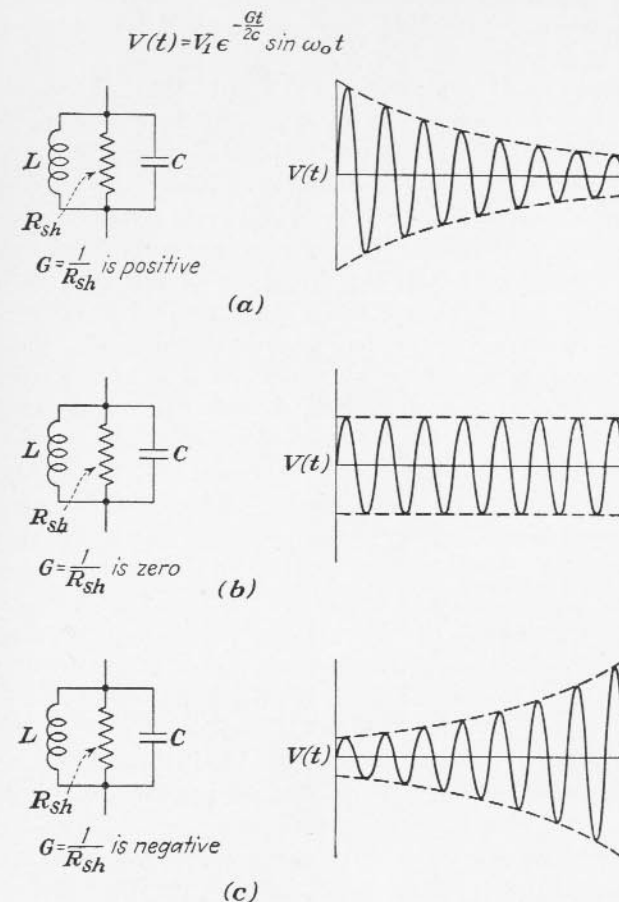 V(t)=V₁ ϵ^(-Gt/2c) sin ω₀ t
L
C
R_sh
V(t)
G=1/R_sh is positive
(a)
L
C
R_sh
V(t)
G=1/R_sh is zero
(b)
L
C
R_sh
V(t)
G=1/R_sh is negative
(c)